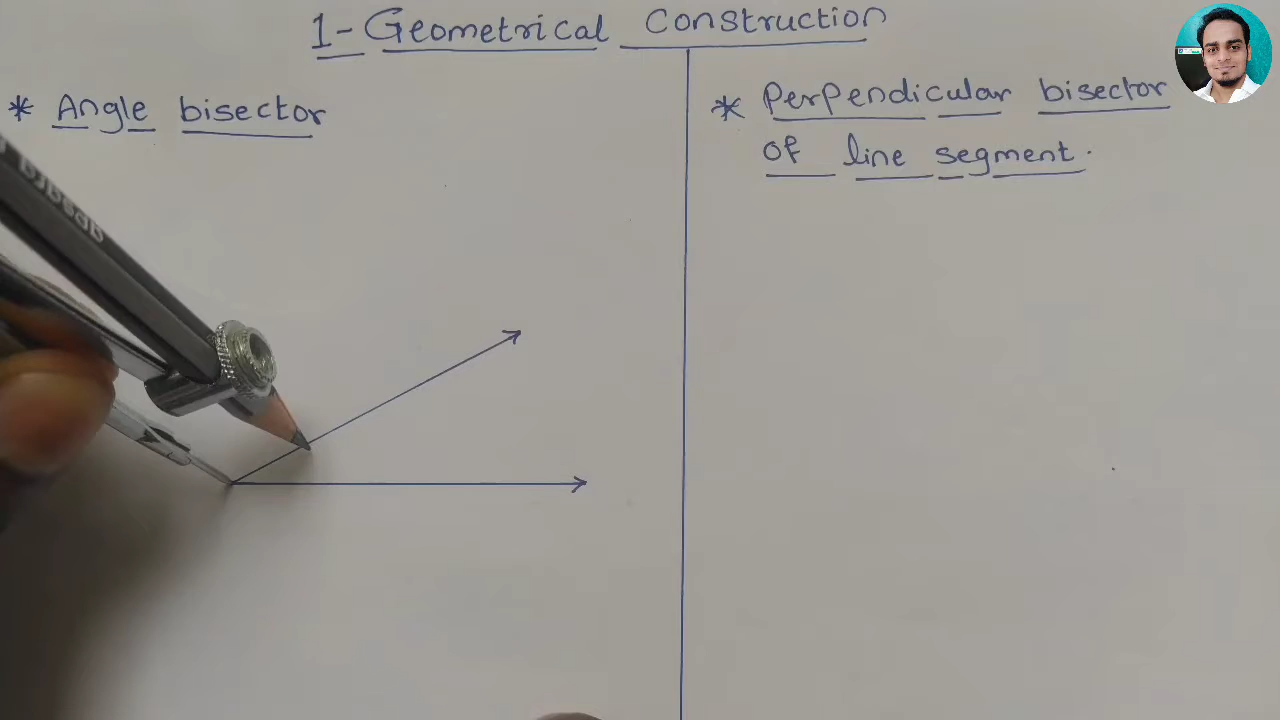 1- Geometrical Construction
* Angle bisector
* Perpendicular bisector
of line segment.